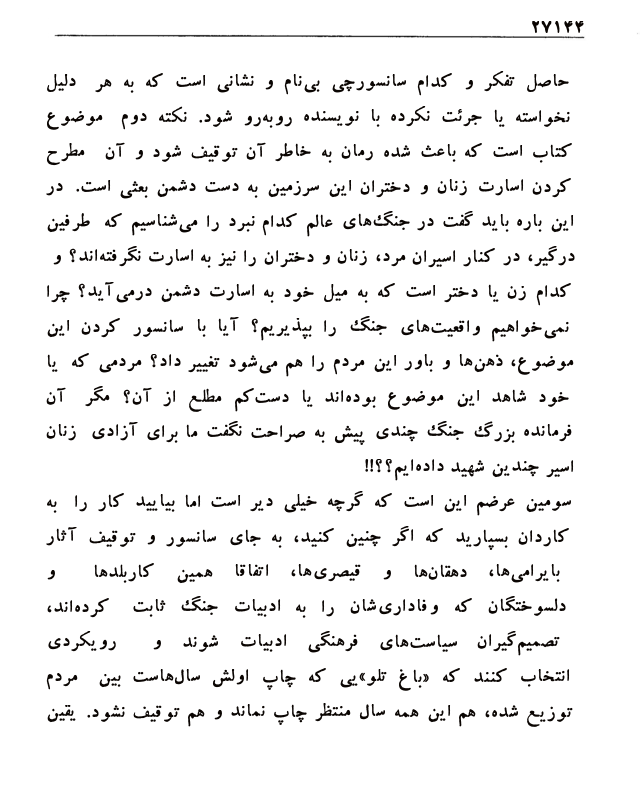 ۲۷۱۴۴
حاصل تفکر و کدام سانسورچی بی‌نام و نشانی است که به هر دلیل
نخواسته یا جرئت نکرده با نویسنده روبه‌رو شود. نکته دوم موضوع
کتاب است که باعث شده رمان به خاطر آن توقیف شود و آن مطرح
کردن اسارت زنان و دختران این سرزمین به دست دشمن بعثی است. در
این باره باید گفت در جنگ‌های عالم کدام نبرد را می‌شناسیم که طرفین
درگیر، در کنار اسیران مرد، زنان و دختران را نیز به اسارت نگرفته‌اند؟ و
کدام زن یا دختر است که به میل خود به اسارت دشمن درمی‌آید؟ چرا
نمی‌خواهیم واقعیت‌های جنگ را بپذیریم؟ آیا با سانسور کردن این
موضوع، ذهن‌ها و باور این مردم را هم می‌شود تغییر داد؟ مردمی که یا
خود شاهد این موضوع بوده‌اند یا دست‌کم مطلع از آن؟ مگر آن
فرمانده بزرگ جنگ چندی پیش به صراحت نگفت ما برای آزادی زنان
اسیر چندین شهید داده‌ایم؟؟!!
سومین عرضم این است که گرچه خیلی دیر است اما بیایید کار را به
کاردان بسپارید که اگر چنین کنید، به جای سانسور و توقیف آثار
بایرامی‌ها، دهقان‌ها و قیصری‌ها، اتفاقا همین کاربلدها و
دلسوختگان که وفاداری‌شان را به ادبیات جنگ ثابت کرده‌اند،
تصمیم‌گیران سیاست‌های فرهنگی ادبیات شوند و رویکردی
انتخاب کنند که «باغ تلو»یی که چاپ اولش سال‌هاست بین مردم
توزیع شده، هم این همه سال منتظر چاپ نماند و هم توقیف نشود. یقین